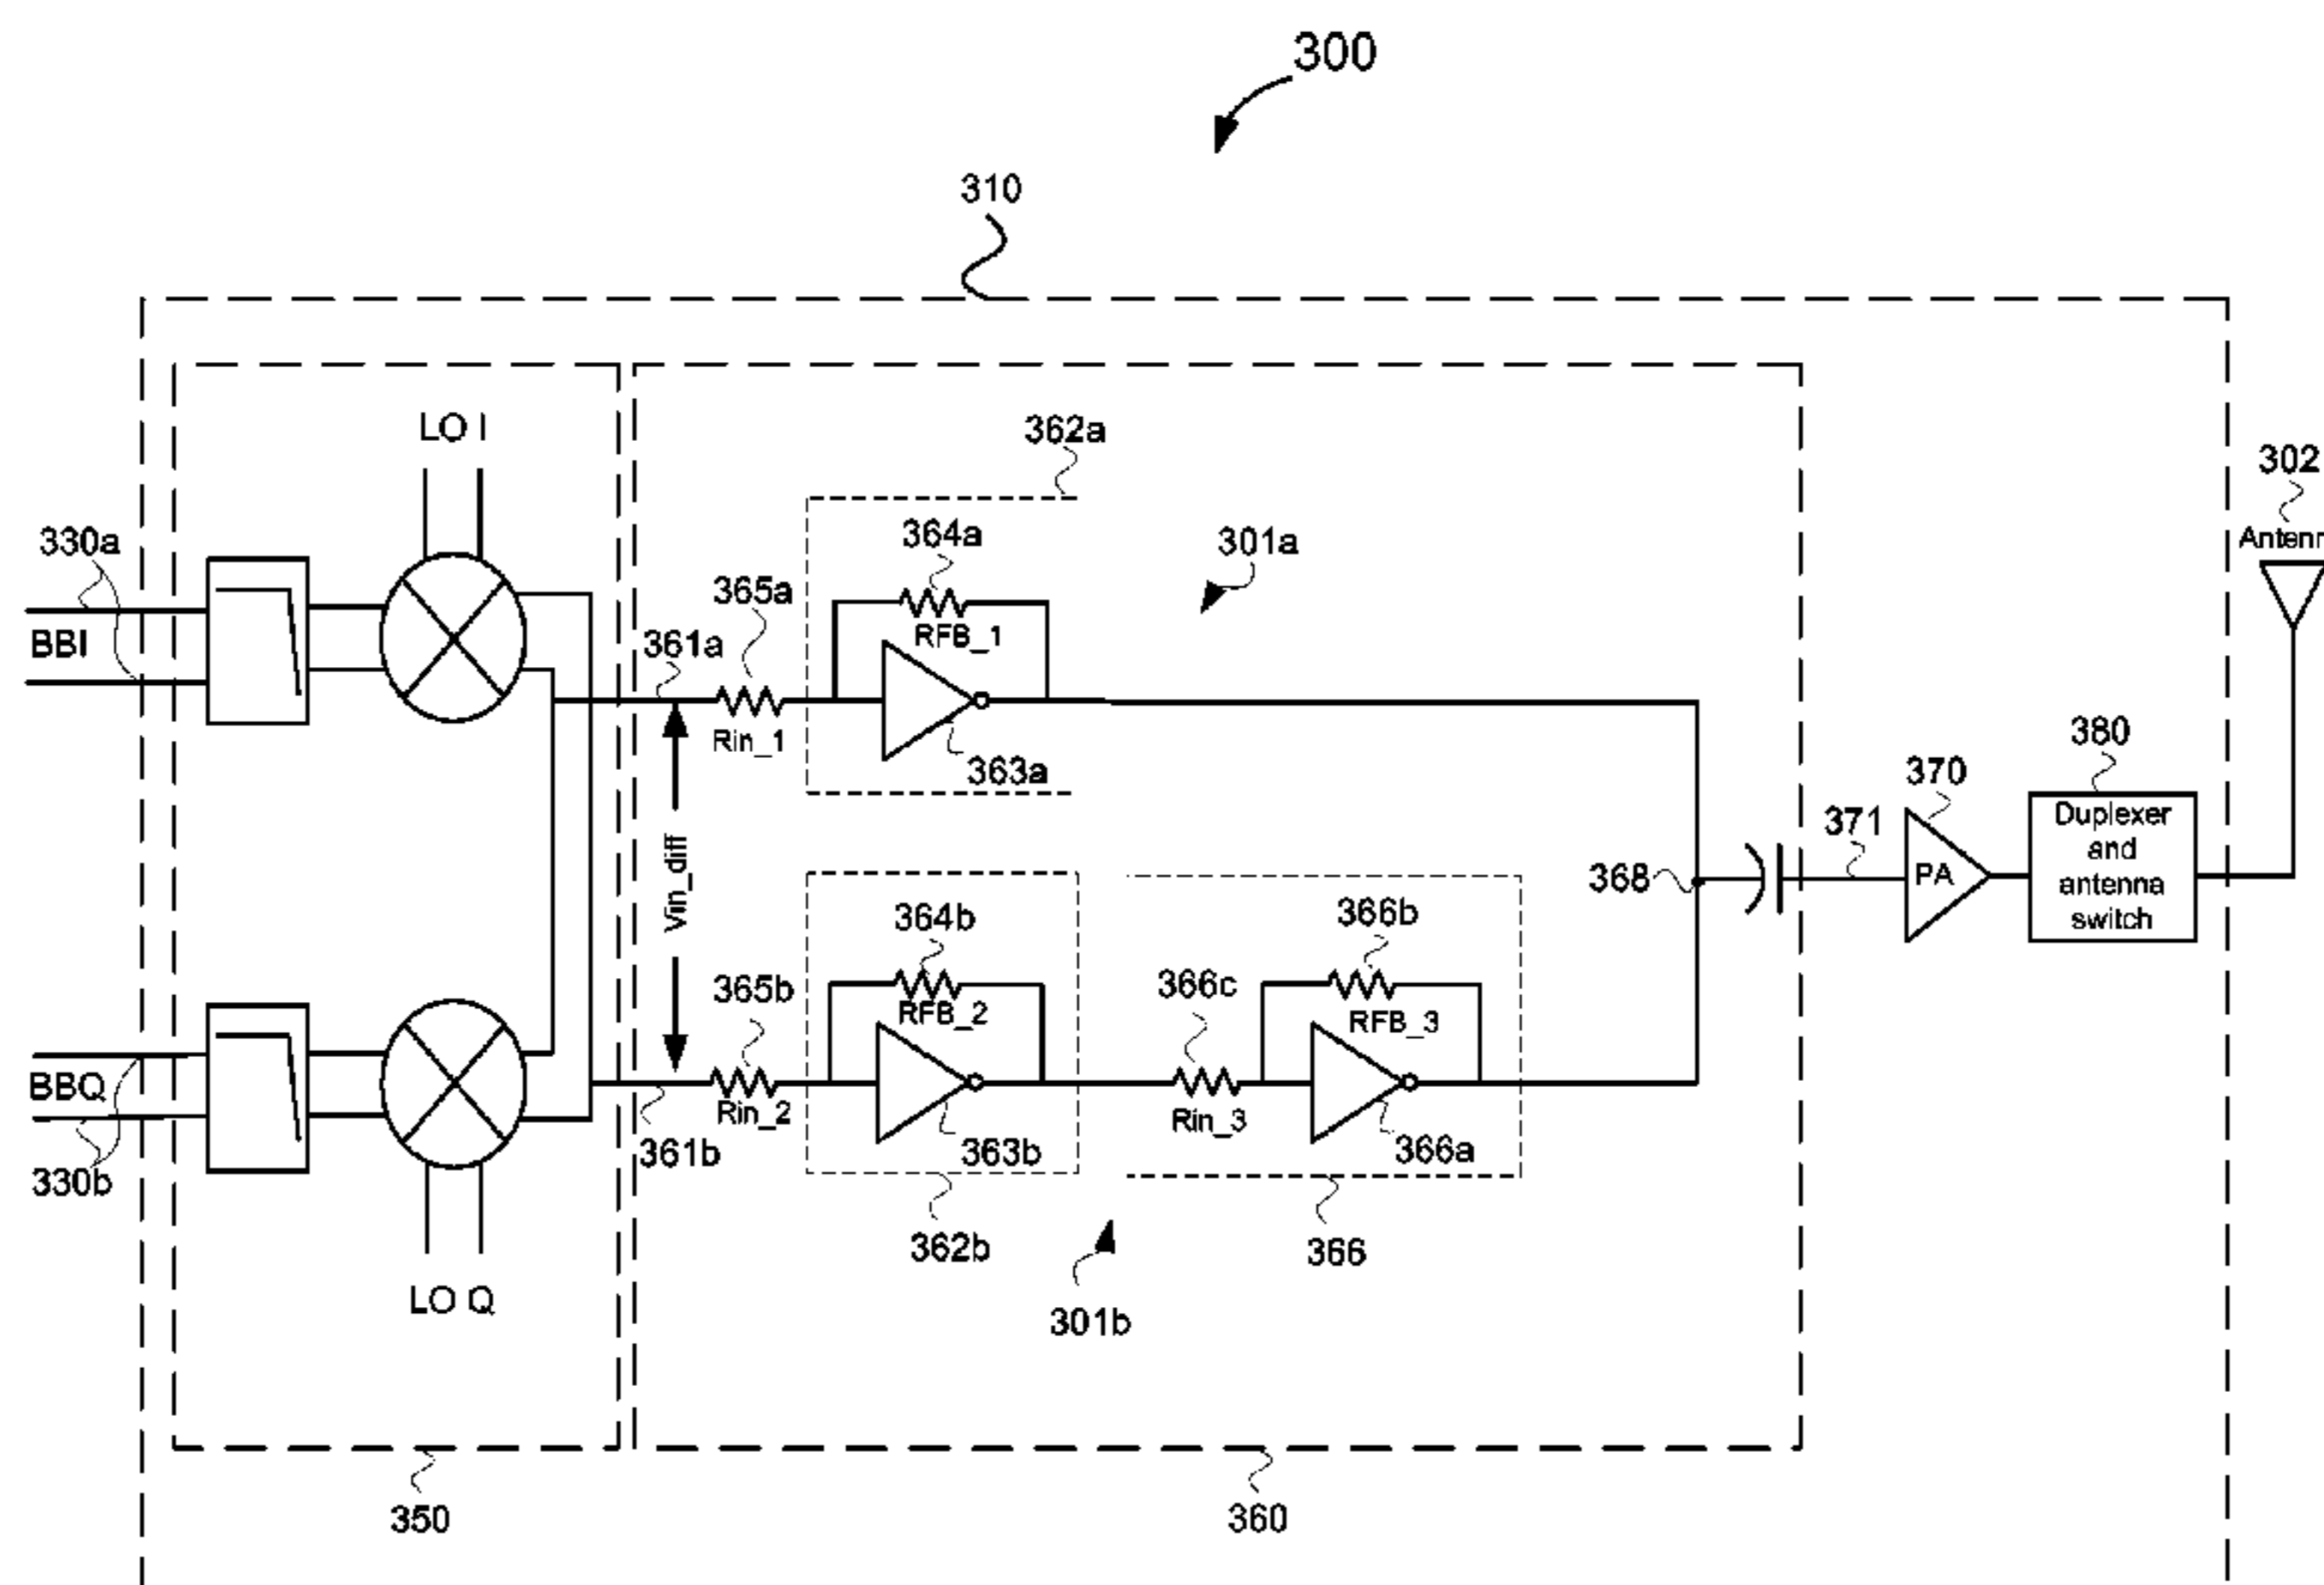 300
310
362a
302
Antenn
LO I
330a
364a
301a
365a
BBI
361a
RFB_1
Rin_1
363a
380
370
Duplexer
and
antenna
switch
371
PA
368
Vin_diff
364b
366b
365b
366c
RFB_2
RFB_3
BBQ
Rin_2
Rin_3
361b
363b
366a
330b
362b
366
LO Q
301b
350
360